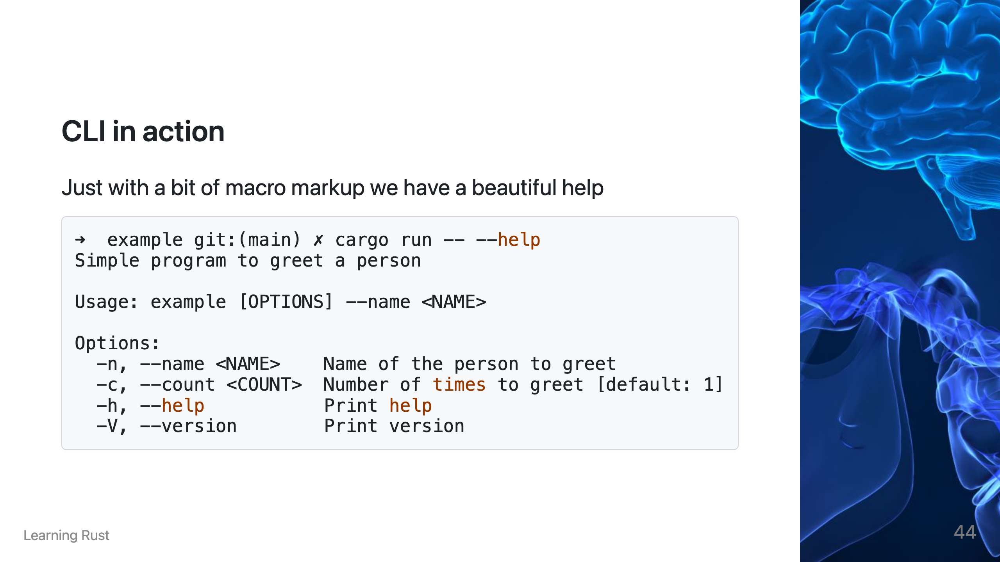 CLI in action
Just with a bit of macro markup we have a beautiful help
➜  example git:(main) ✗ cargo run -- --help
Simple program to greet a person

Usage: example [OPTIONS] --name <NAME>

Options:
  -n, --name <NAME>    Name of the person to greet
  -c, --count <COUNT>  Number of times to greet [default: 1]
  -h, --help           Print help
  -V, --version        Print version
Learning Rust
44